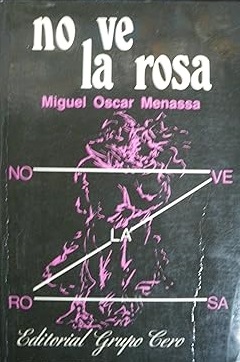 no ve
la rosa
Miguel Oscar Menassa
NO VE
LA
RO SA
Editorial Grupo Cero